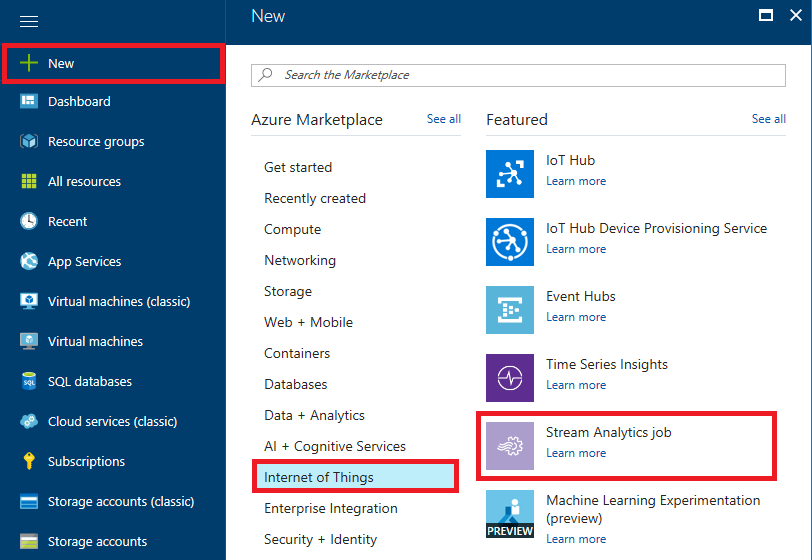 New
New
Dashboard
Resource groups
All resources
Recent
App Services
Virtual machines (classic)
Virtual machines
SQL
SQL databases
Cloud services (classic)
Subscriptions
Storage accounts (classic)
Storage accounts
Search the Marketplace
Azure Marketplace
See all
Get started
Recently created
Compute
Networking
Storage
Web + Mobile
Containers
Databases
Data + Analytics
AI + Cognitive Services
Internet of Things
Enterprise Integration
Security + Identity
Featured
See all
IoT Hub
Learn more
IoT Hub Device Provisioning Service
Learn more
Event Hubs
Learn more
Time Series Insights
Learn more
Stream Analytics job
Learn more
Machine Learning Experimentation
(preview)
PREVIEW
Learn more